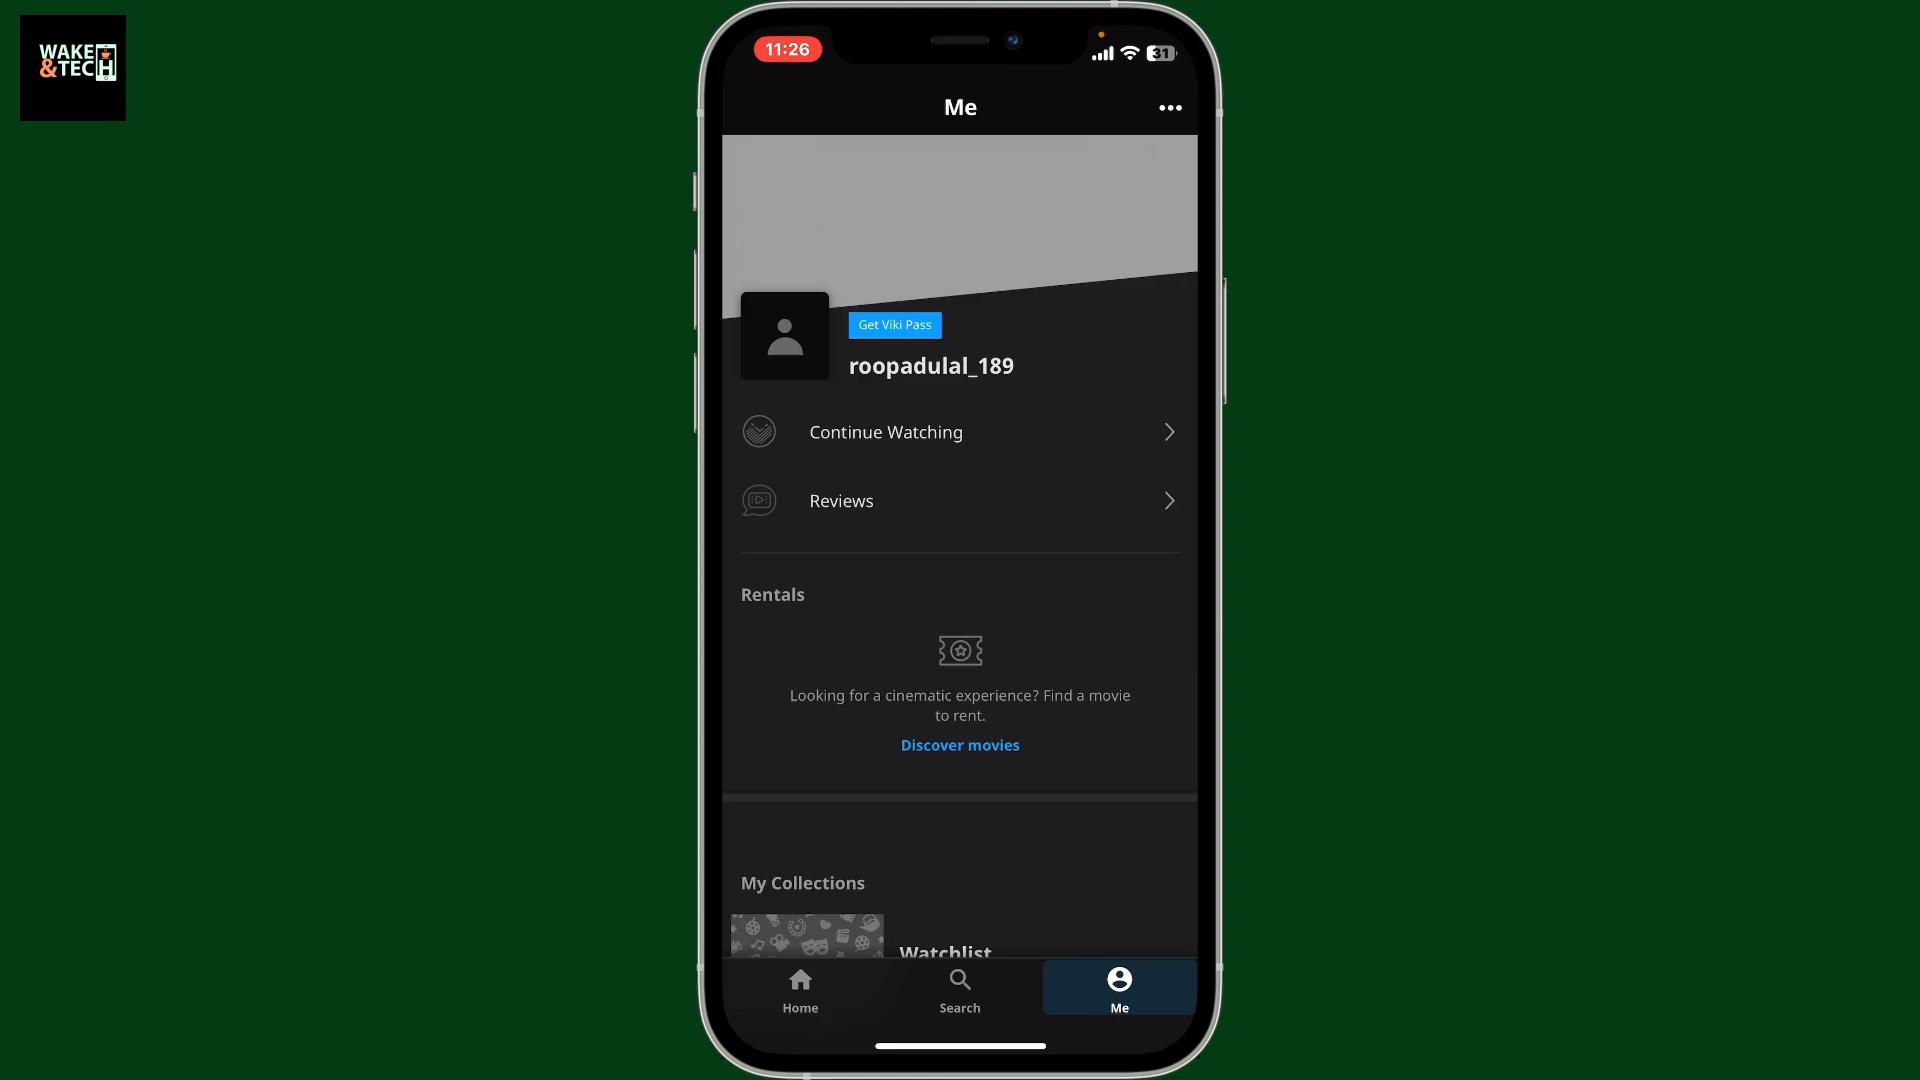 WAKE
&TECH
11:26
31
Me
Get Viki Pass
roopadulal_189
Continue Watching
Reviews
Rentals
Looking for a cinematic experience? Find a movie
to rent.
Discover movies
My Collections
Watchlist
Home
Search
Me